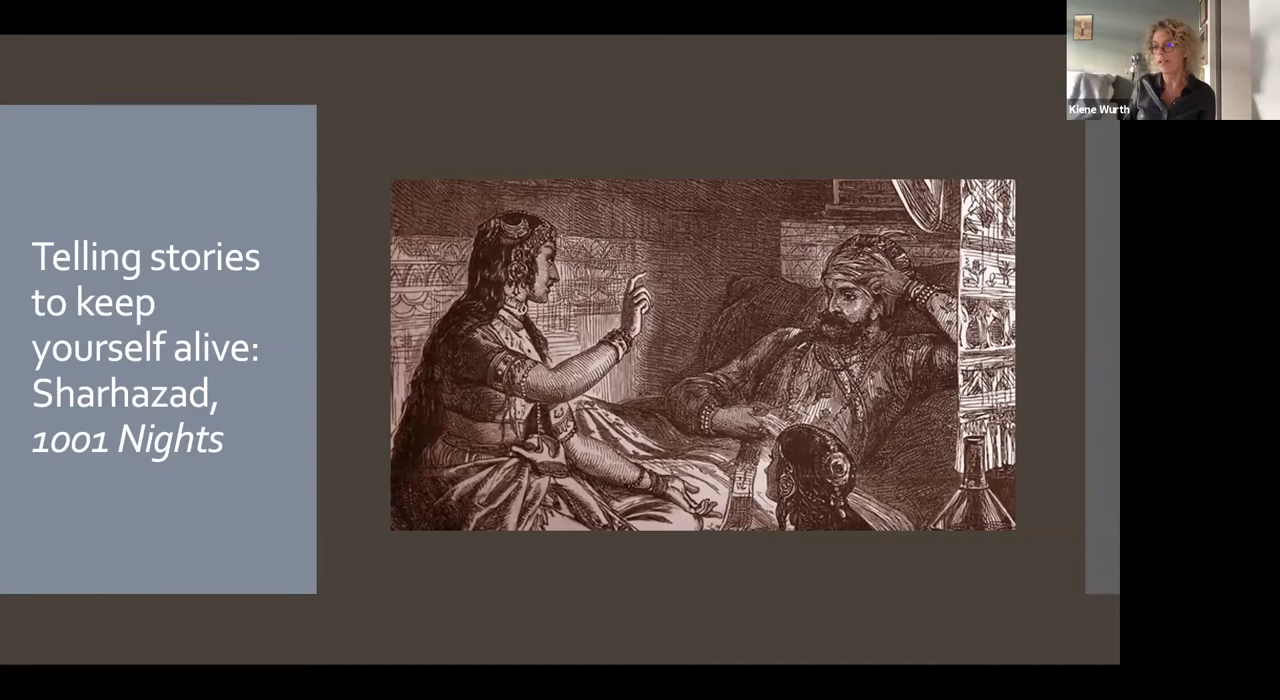 Telling stories
to keep
yourself alive:
Sharhazad,
1001 Nights
Kiene Wurth